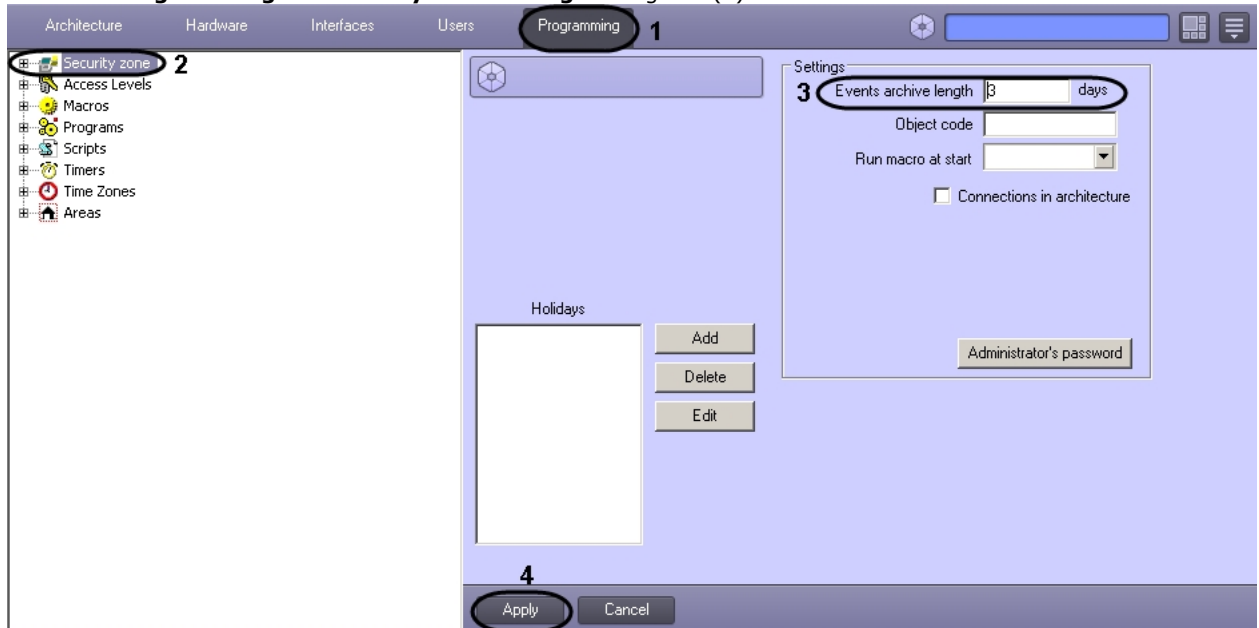 Architecture Hardware Interfaces Users Programming 1
Security zone 2
Access Levels
Macros
Programs
Scripts
Timers
Time Zones
Areas
Settings
3 Events archive length 3 days
Object code
Run macro at start
Connections in architecture
Administrator's password
Holidays
Add
Delete
Edit
4
Apply Cancel